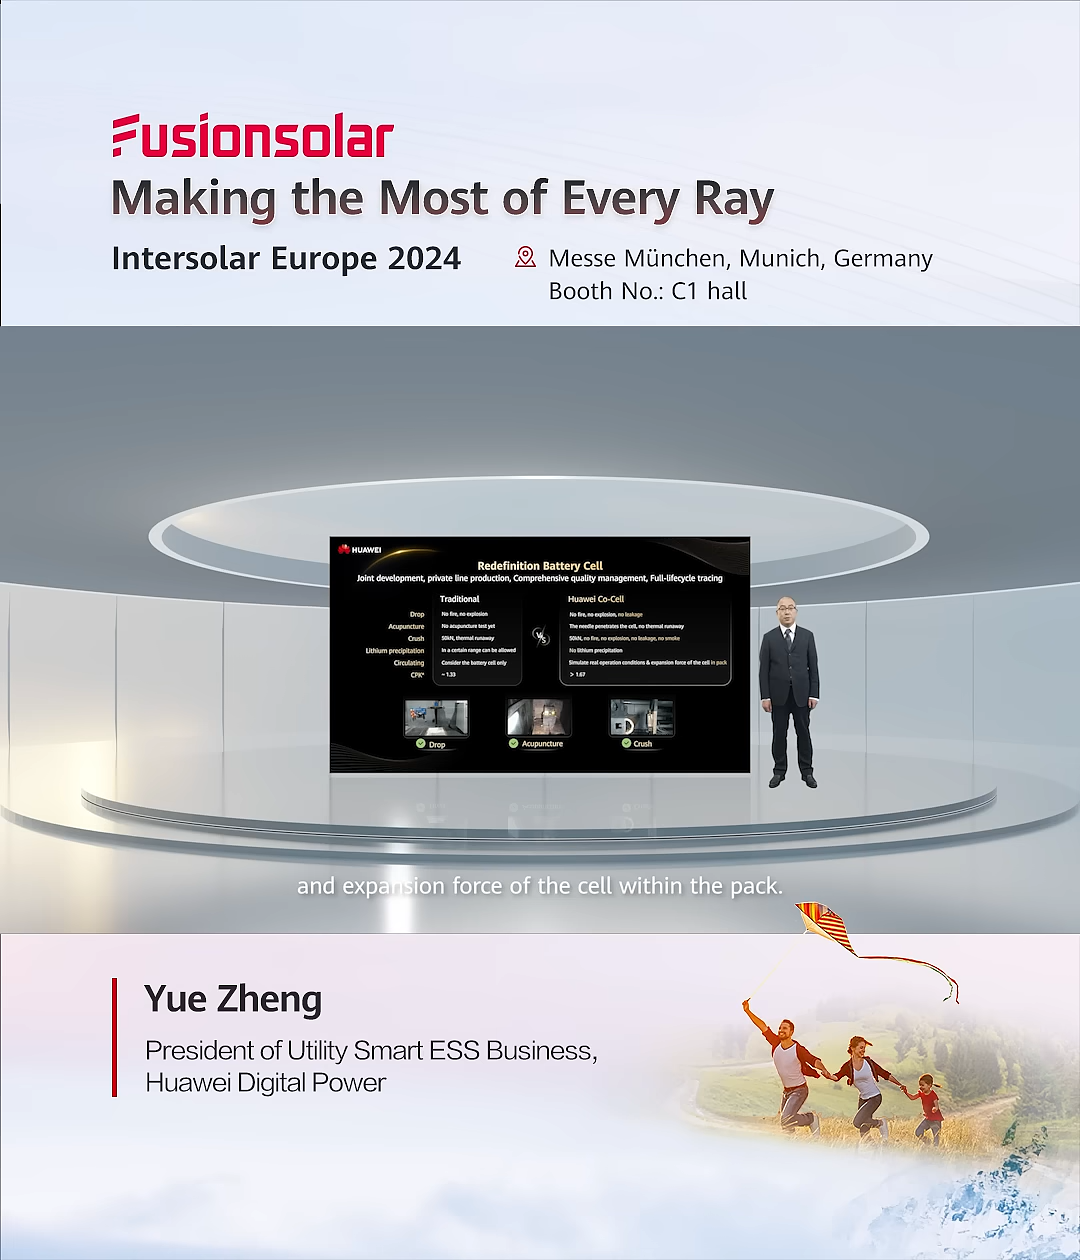 Fusionsolar
Making the Most of Every Ray
Intersolar Europe 2024
Messe München, Munich, Germany
Booth No.: C1 hall
HUAWEI
Redefinition Battery Cell
Joint development, private line production, Comprehensive quality management, Full-lifecycle tracing
Traditional
Huawei Co-Cell
Drop
No fire, no explosion
No fire, no explosion, no leakage
Acupuncture
No acupuncture test yet
The needle penetrates the cell, no thermal runaway
Crush
50kN, thermal runaway
50kN, no fire, no explosion, no leakage, no smoke
Lithium precipitation
In a certain range can be allowed
No lithium precipitation
Circulating
Consider the battery cell only
Simulate real operation conditions & expansion force of the cell in pack
CPK*
~ 1.33
> 1.67
VS
Drop
Acupuncture
Crush
and expansion force of the cell within the pack.
Yue Zheng
President of Utility Smart ESS Business,
Huawei Digital Power